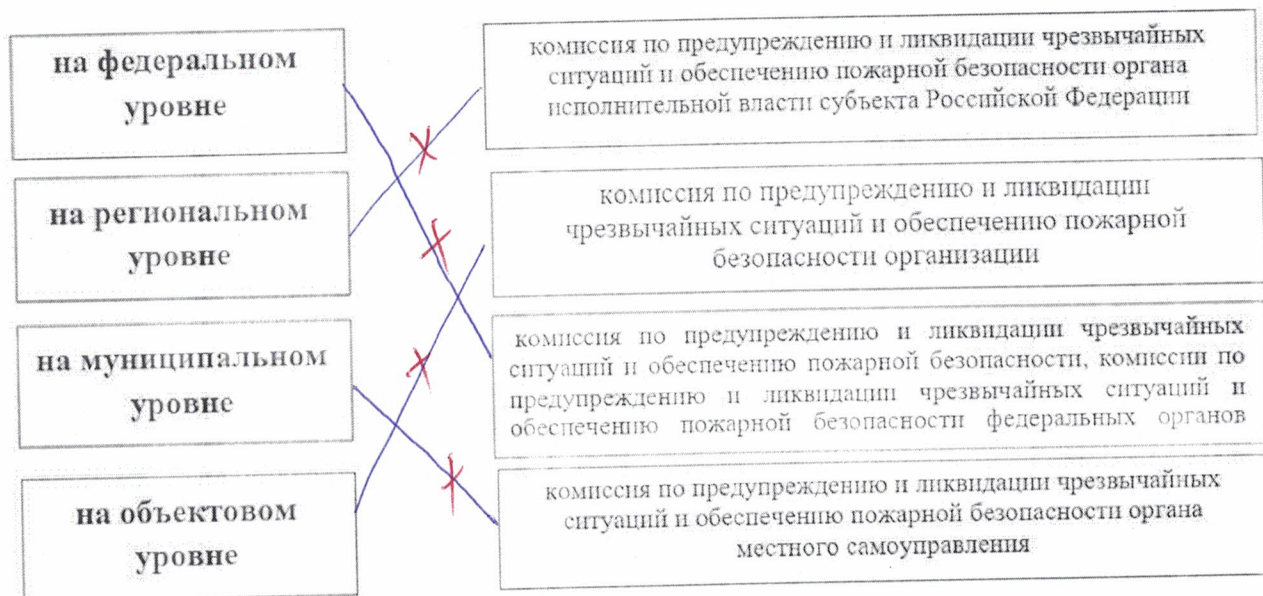 на федеральном
уровне
комиссия по предупреждению и ликвидации чрезвычайных
ситуаций и обеспечению пожарной безопасности органа
исполнительной власти субъекта Российской Федерации
на региональном
уровне
комиссия по предупреждению и ликвидации
чрезвычайных ситуаций и обеспечению пожарной
безопасности организации
на муниципальном
уровне
комиссия по предупреждению и ликвидации чрезвычайных
ситуаций и обеспечению пожарной безопасности, комиссии по
предупреждению и ликвидации чрезвычайных ситуаций и
обеспечению пожарной безопасности федеральных органов
на объектовом
уровне
комиссия по предупреждению и ликвидации чрезвычайных
ситуаций и обеспечению пожарной безопасности органа
местного самоуправления